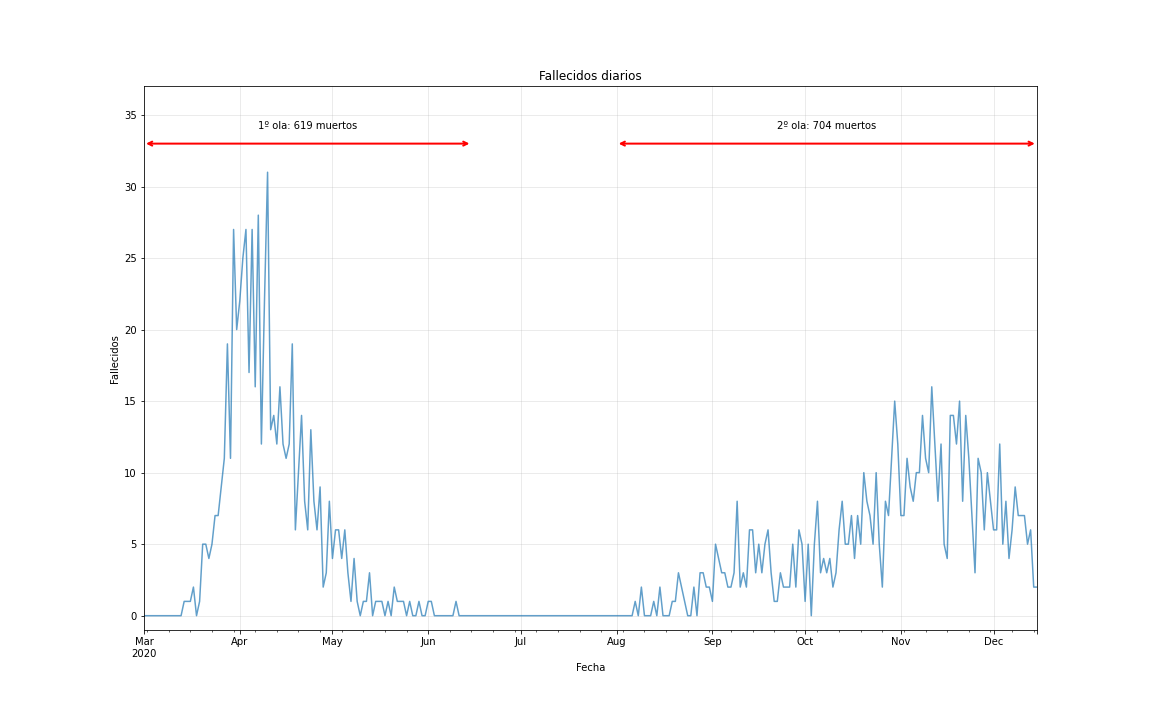 Fallecidos diarios
1º ola: 619 muertos
2º ola: 704 muertos
35
30
25
20
15
10
5
0
Fallecidos
Mar
2020
Apr
May
Jun
Jul
Aug
Sep
Oct
Nov
Dec
Fecha